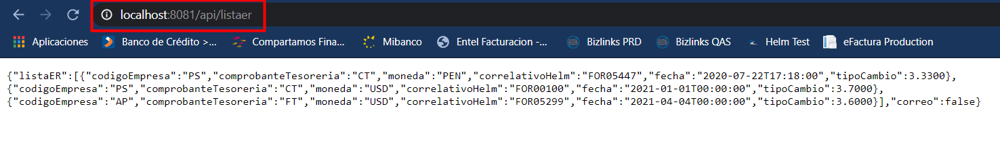 localhost:8081/api/listaer
Aplicaciones Banco de Crédito >... Compartamos Fina... Mibanco Entel Facturacion -... Bizlinks PRD Bizlinks QAS Helm Test eFactura Production
{"listaER":[{"codigoEmpresa":"PS","comprobanteTesoreria":"CT","moneda":"PEN","correlativoHelm":"FOR05447","fecha":"2020-07-22T17:18:00","tipoCambio":3.3300},
{"codigoEmpresa":"PS","comprobanteTesoreria":"CT","moneda":"USD","correlativoHelm":"FOR00100","fecha":"2021-01-01T00:00:00","tipoCambio":3.7000},
{"codigoEmpresa":"AP","comprobanteTesoreria":"FT","moneda":"USD","correlativoHelm":"FOR05299","fecha":"2021-04-04T00:00:00","tipoCambio":3.6000}],"correo":false}